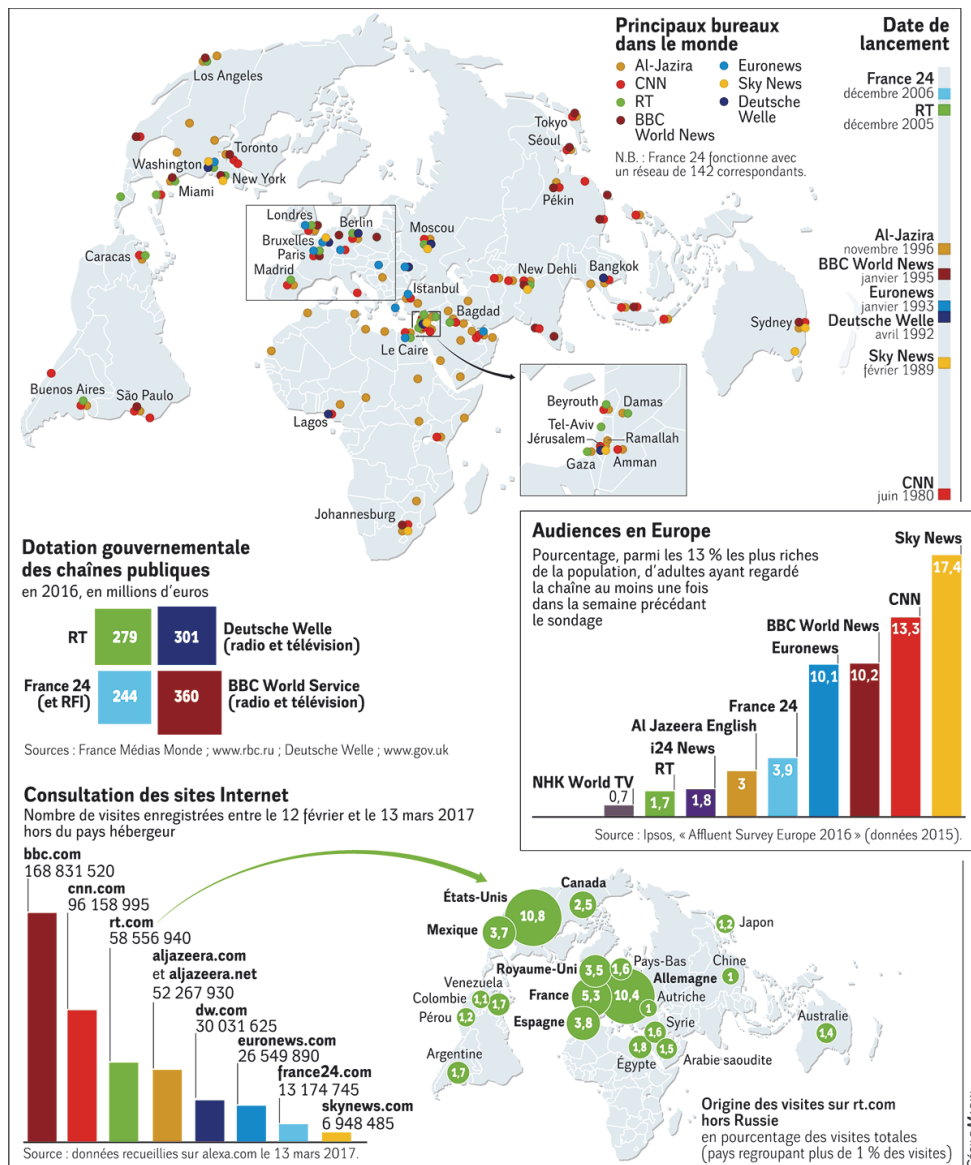 Principaux bureaux
dans le monde
Al-Jazira
CNN
RT
BBC
World News
Euronews
Sky News
Deutsche
Welle
N.B. : France 24 fonctionne avec
un réseau de 142 correspondants.
Date de
lancement
France 24
décembre 2006
RT
décembre 2005
Al-Jazira
novembre 1996
BBC World News
janvier 1995
Euronews
janvier 1993
Deutsche Welle
avril 1992
Sky News
février 1989
CNN
juin 1980
Los Angeles
Toronto
Washington
New York
Miami
Caracas
Buenos Aires
São Paulo
Londres
Berlin
Bruxelles
Paris
Madrid
Moscou
Istanbul
Bagdad
Le Caire
Lagos
Johannesburg
New Dehli
Bangkok
Tokyo
Séoul
Pékin
Sydney
Beyrouth
Damas
Tel-Aviv
Jérusalem
Ramallah
Gaza
Amman
Dotation gouvernementale
des chaînes publiques
en 2016, en millions d'euros
RT
279
301
Deutsche Welle
(radio et télévision)
France 24
(et RFI)
244
360
BBC World Service
(radio et télévision)
Sources : France Médias Monde ; www.rbc.ru ; Deutsche Welle ; www.gov.uk
Audiences en Europe
Pourcentage, parmi les 13 % les plus riches
de la population, d'adultes ayant regardé
la chaîne au moins une fois
dans la semaine précédant
le sondage
NHK World TV
0,7
RT
1,7
i24 News
1,8
Al Jazeera English
3
France 24
3,9
Euronews
10,1
BBC World News
10,2
CNN
13,3
Sky News
17,4
Source : Ipsos, « Affluent Survey Europe 2016 » (données 2015).
Consultation des sites Internet
Nombre de visites enregistrées entre le 12 février et le 13 mars 2017
hors du pays hébergeur
bbc.com
168 831 520
cnn.com
96 158 995
rt.com
58 556 940
aljazeera.com
et aljazeera.net
52 267 930
dw.com
30 031 625
euronews.com
26 549 890
france24.com
13 174 745
skynews.com
6 948 485
Source : données recueillies sur alexa.com le 13 mars 2017.
États-Unis
10,8
Canada
2,5
Mexique
3,7
Royaume-Uni
3,5
Pays-Bas
1,6
Allemagne
10,4
France
5,3
Autriche
1
Espagne
3,8
Venezuela
1,7
Colombie
1,1
Pérou
1,2
Argentine
1,7
Syrie
1,6
Égypte
1,8
Arabie saoudite
1,5
Japon
1,2
Chine
1
Australie
1,4
Origine des visites sur rt.com
hors Russie
en pourcentage des visites totales
(pays regroupant plus de 1 % des visites)